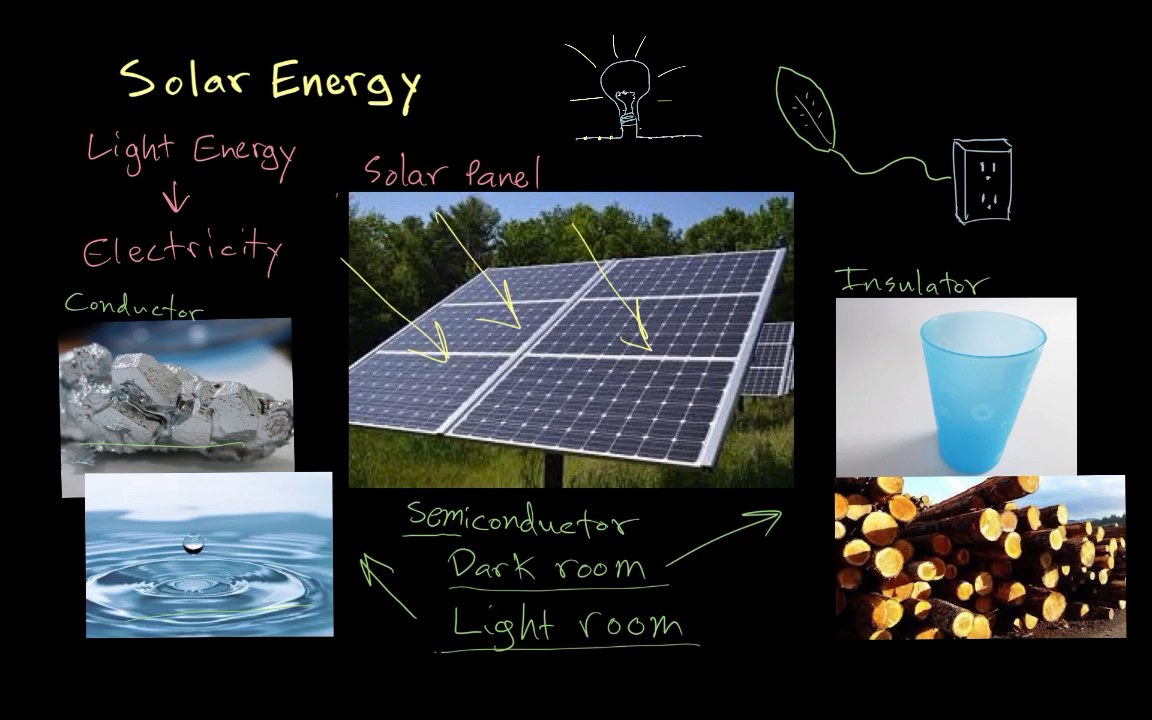 Solar Energy
Light Energy
Electricity
Solar Panel
Conductor
Insulator
Semiconductor
Dark room
Light room